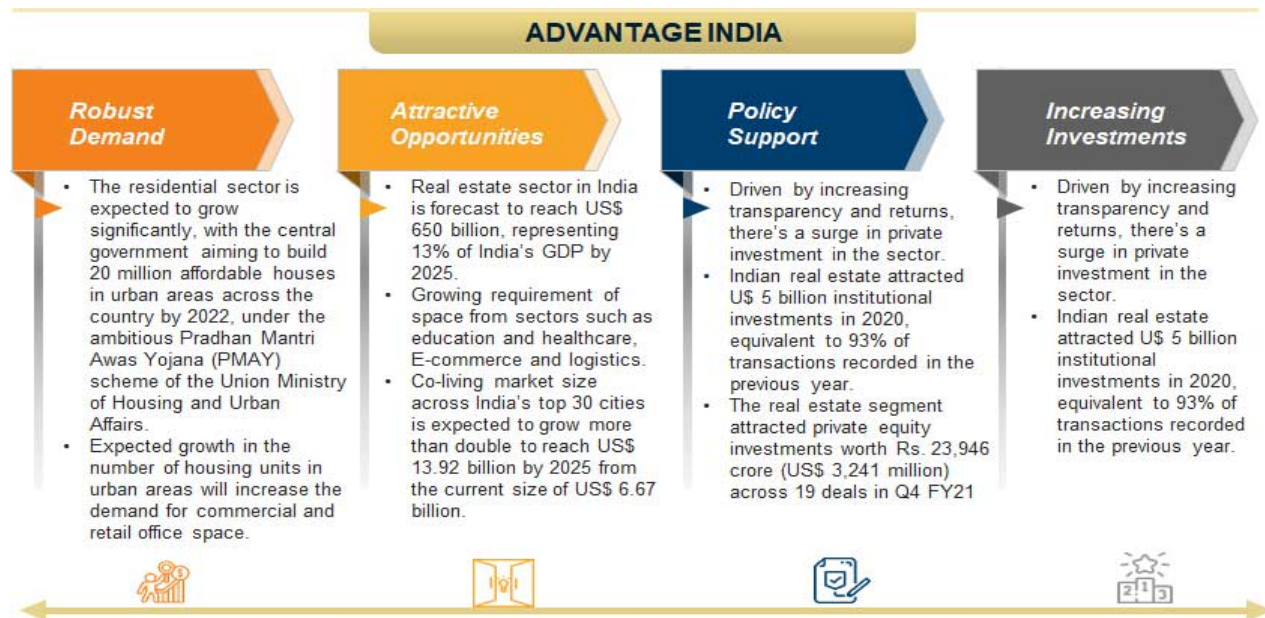 ADVANTAGE INDIA
Robust
Demand
• The residential sector is
expected to grow
significantly, with the central
government aiming to build
20 million affordable houses
in urban areas across the
country by 2022, under the
ambitious Pradhan Mantri
Awas Yojana (PMAY)
scheme of the Union Ministry
of Housing and Urban
Affairs.
• Expected growth in the
number of housing units in
urban areas will increase the
demand for commercial and
retail office space.
Attractive
Opportunities
• Real estate sector in India
is forecast to reach US$
650 billion, representing
13% of India's GDP by
2025.
• Growing requirement of
space from sectors such as
education and healthcare,
E-commerce and logistics.
• Co-living market size
across India's top 30 cities
is expected to grow more
than double to reach US$
13.92 billion by 2025 from
the current size of US$ 6.67
billion.
Policy
Support
• Driven by increasing
transparency and returns,
there's a surge in private
investment in the sector.
• Indian real estate attracted
U$ 5 billion institutional
investments in 2020,
equivalent to 93% of
transactions recorded in the
previous year.
• The real estate segment
attracted private equity
investments worth Rs. 23,946
crore (US$ 3,241 million)
across 19 deals in Q4 FY21
Increasing
Investments
• Driven by increasing
transparency and
returns, there's a
surge in private
investment in the
sector.
• Indian real estate
attracted U$ 5 billion
institutional
investments in 2020,
equivalent to 93% of
transactions recorded
in the previous year.
$
2 1 3